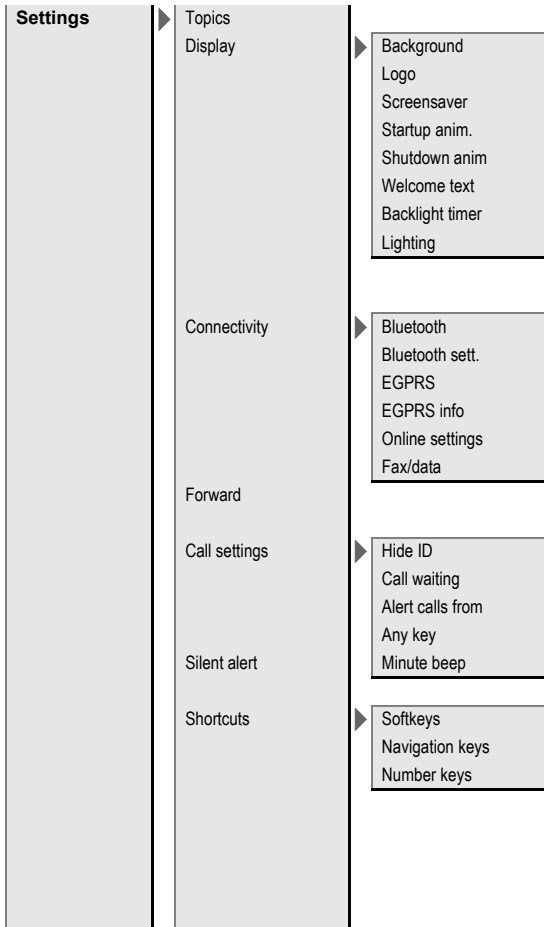 Settings
Topics
Display
Background
Logo
Screensaver
Startup anim.
Shutdown anim
Welcome text
Backlight timer
Lighting
Connectivity
Bluetooth
Bluetooth sett.
EGPRS
EGPRS info
Online settings
Fax/data
Forward
Call settings
Hide ID
Call waiting
Alert calls from
Any key
Minute beep
Silent alert
Shortcuts
Softkeys
Navigation keys
Number keys